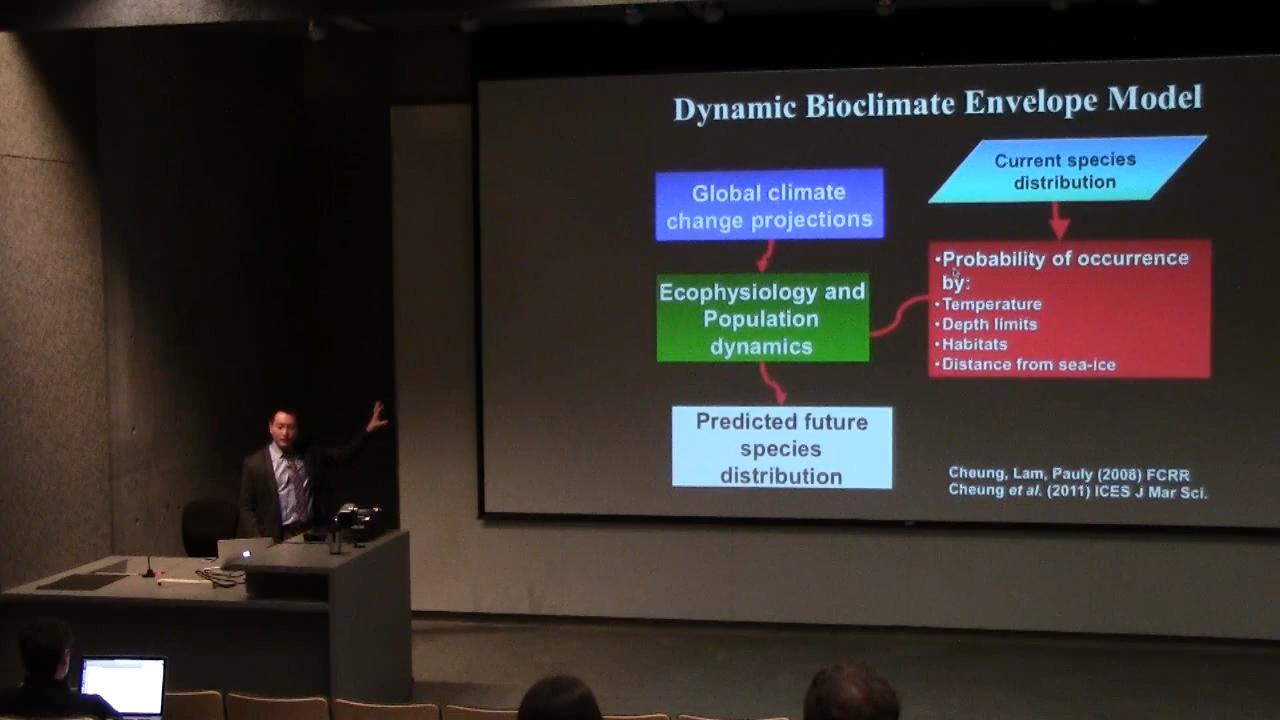 Dynamic Bioclimate Envelope Model
Current species
distribution
Global climate
change projections
•Probability of occurrence
by:
•Temperature
•Depth limits
•Habitats
•Distance from sea-ice
Ecophysiology and
Population
dynamics
Predicted future
species
distribution
Cheung, Lam, Pauly (2008) FCRR
Cheung et al. (2011) ICES J Mar Sci.